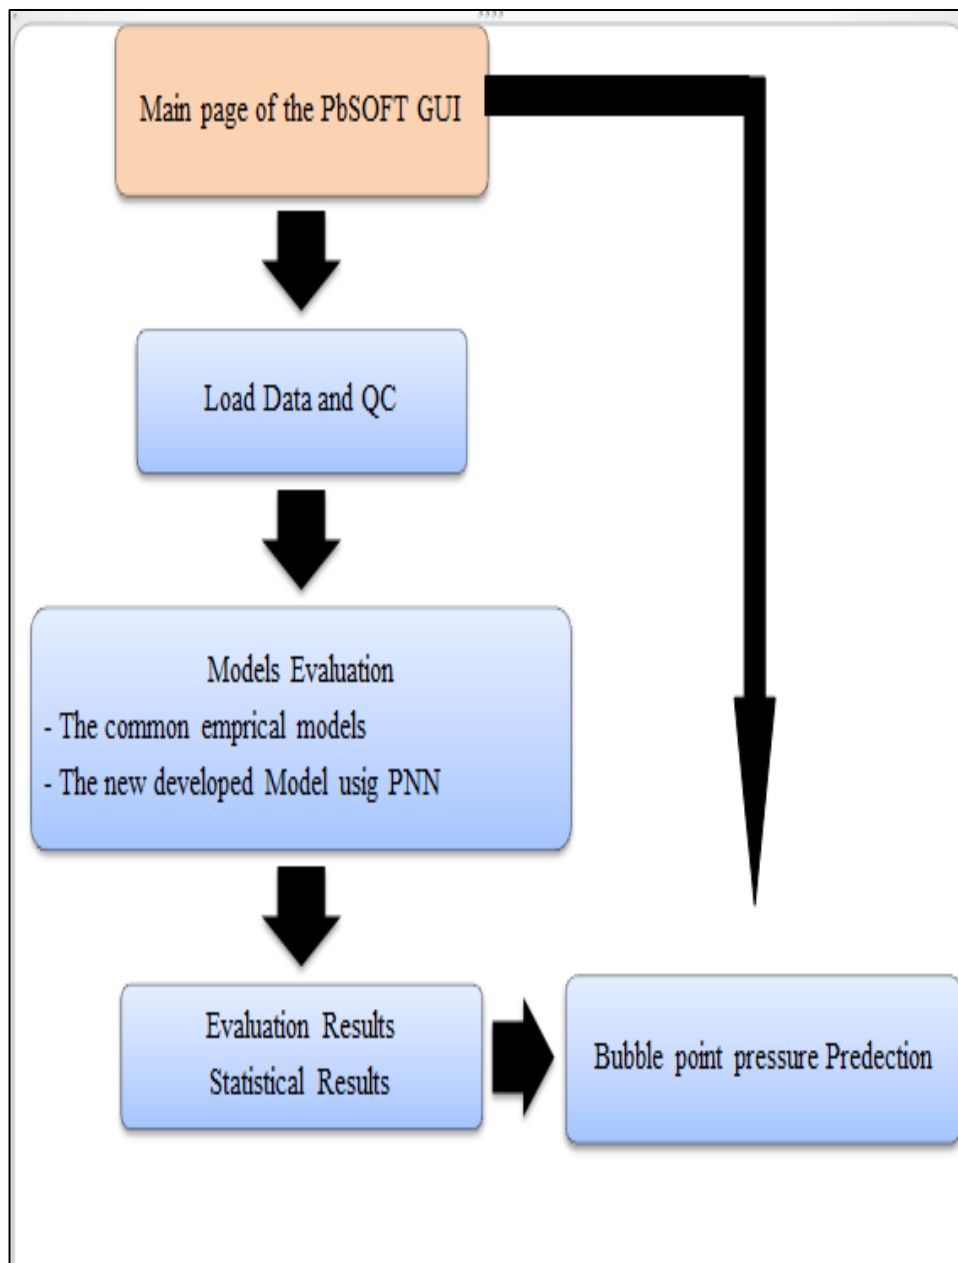 Main page of the PbSOFT GUI
Load Data and QC
Models Evaluation
- The common emprical models
- The new developed Model usig PNN
Evaluation Results
Statistical Results
Bubble point pressure Predection